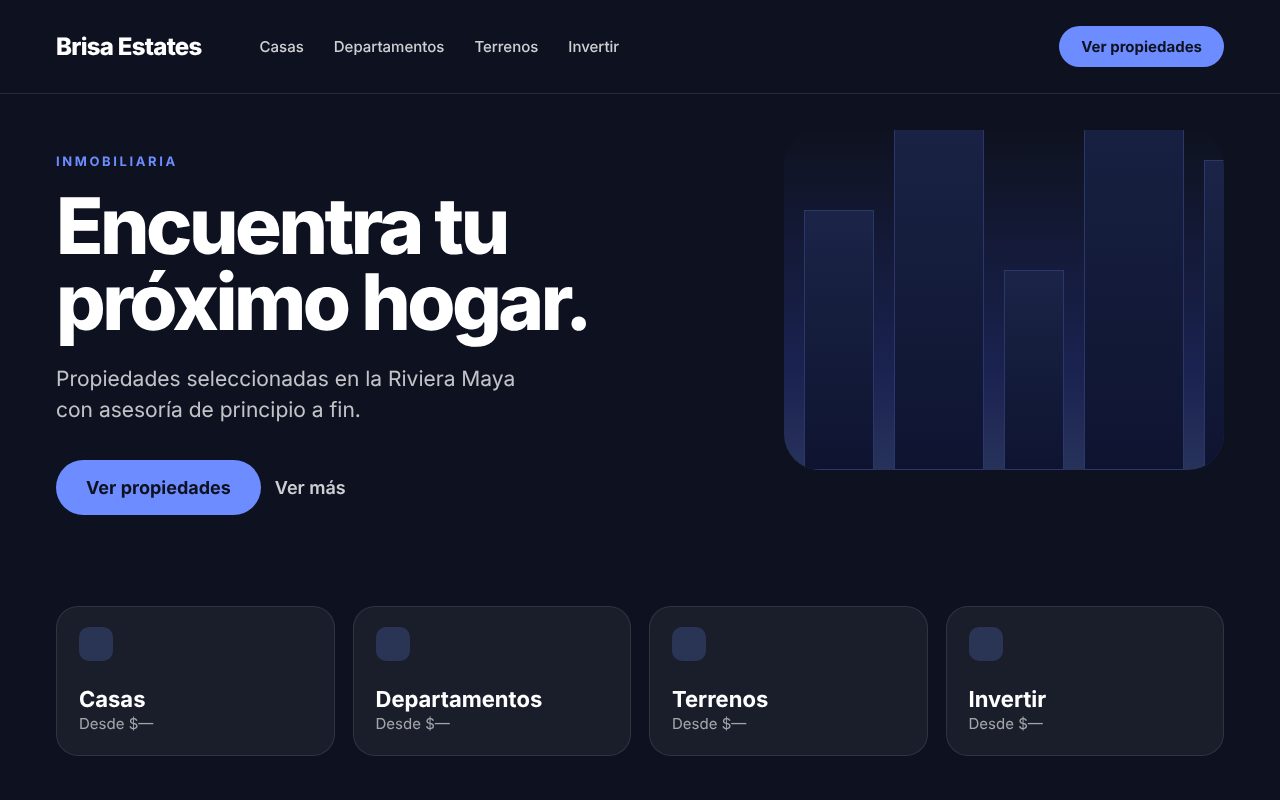 Brisa Estates
Casas
Departamentos
Terrenos
Invertir
Ver propiedades
INMOBILIARIA
Encuentra tu
próximo hogar.
Propiedades seleccionadas en la Riviera Maya
con asesoría de principio a fin.
Ver propiedades
Ver más
Casas
Desde $—
Departamentos
Desde $—
Terrenos
Desde $—
Invertir
Desde $—